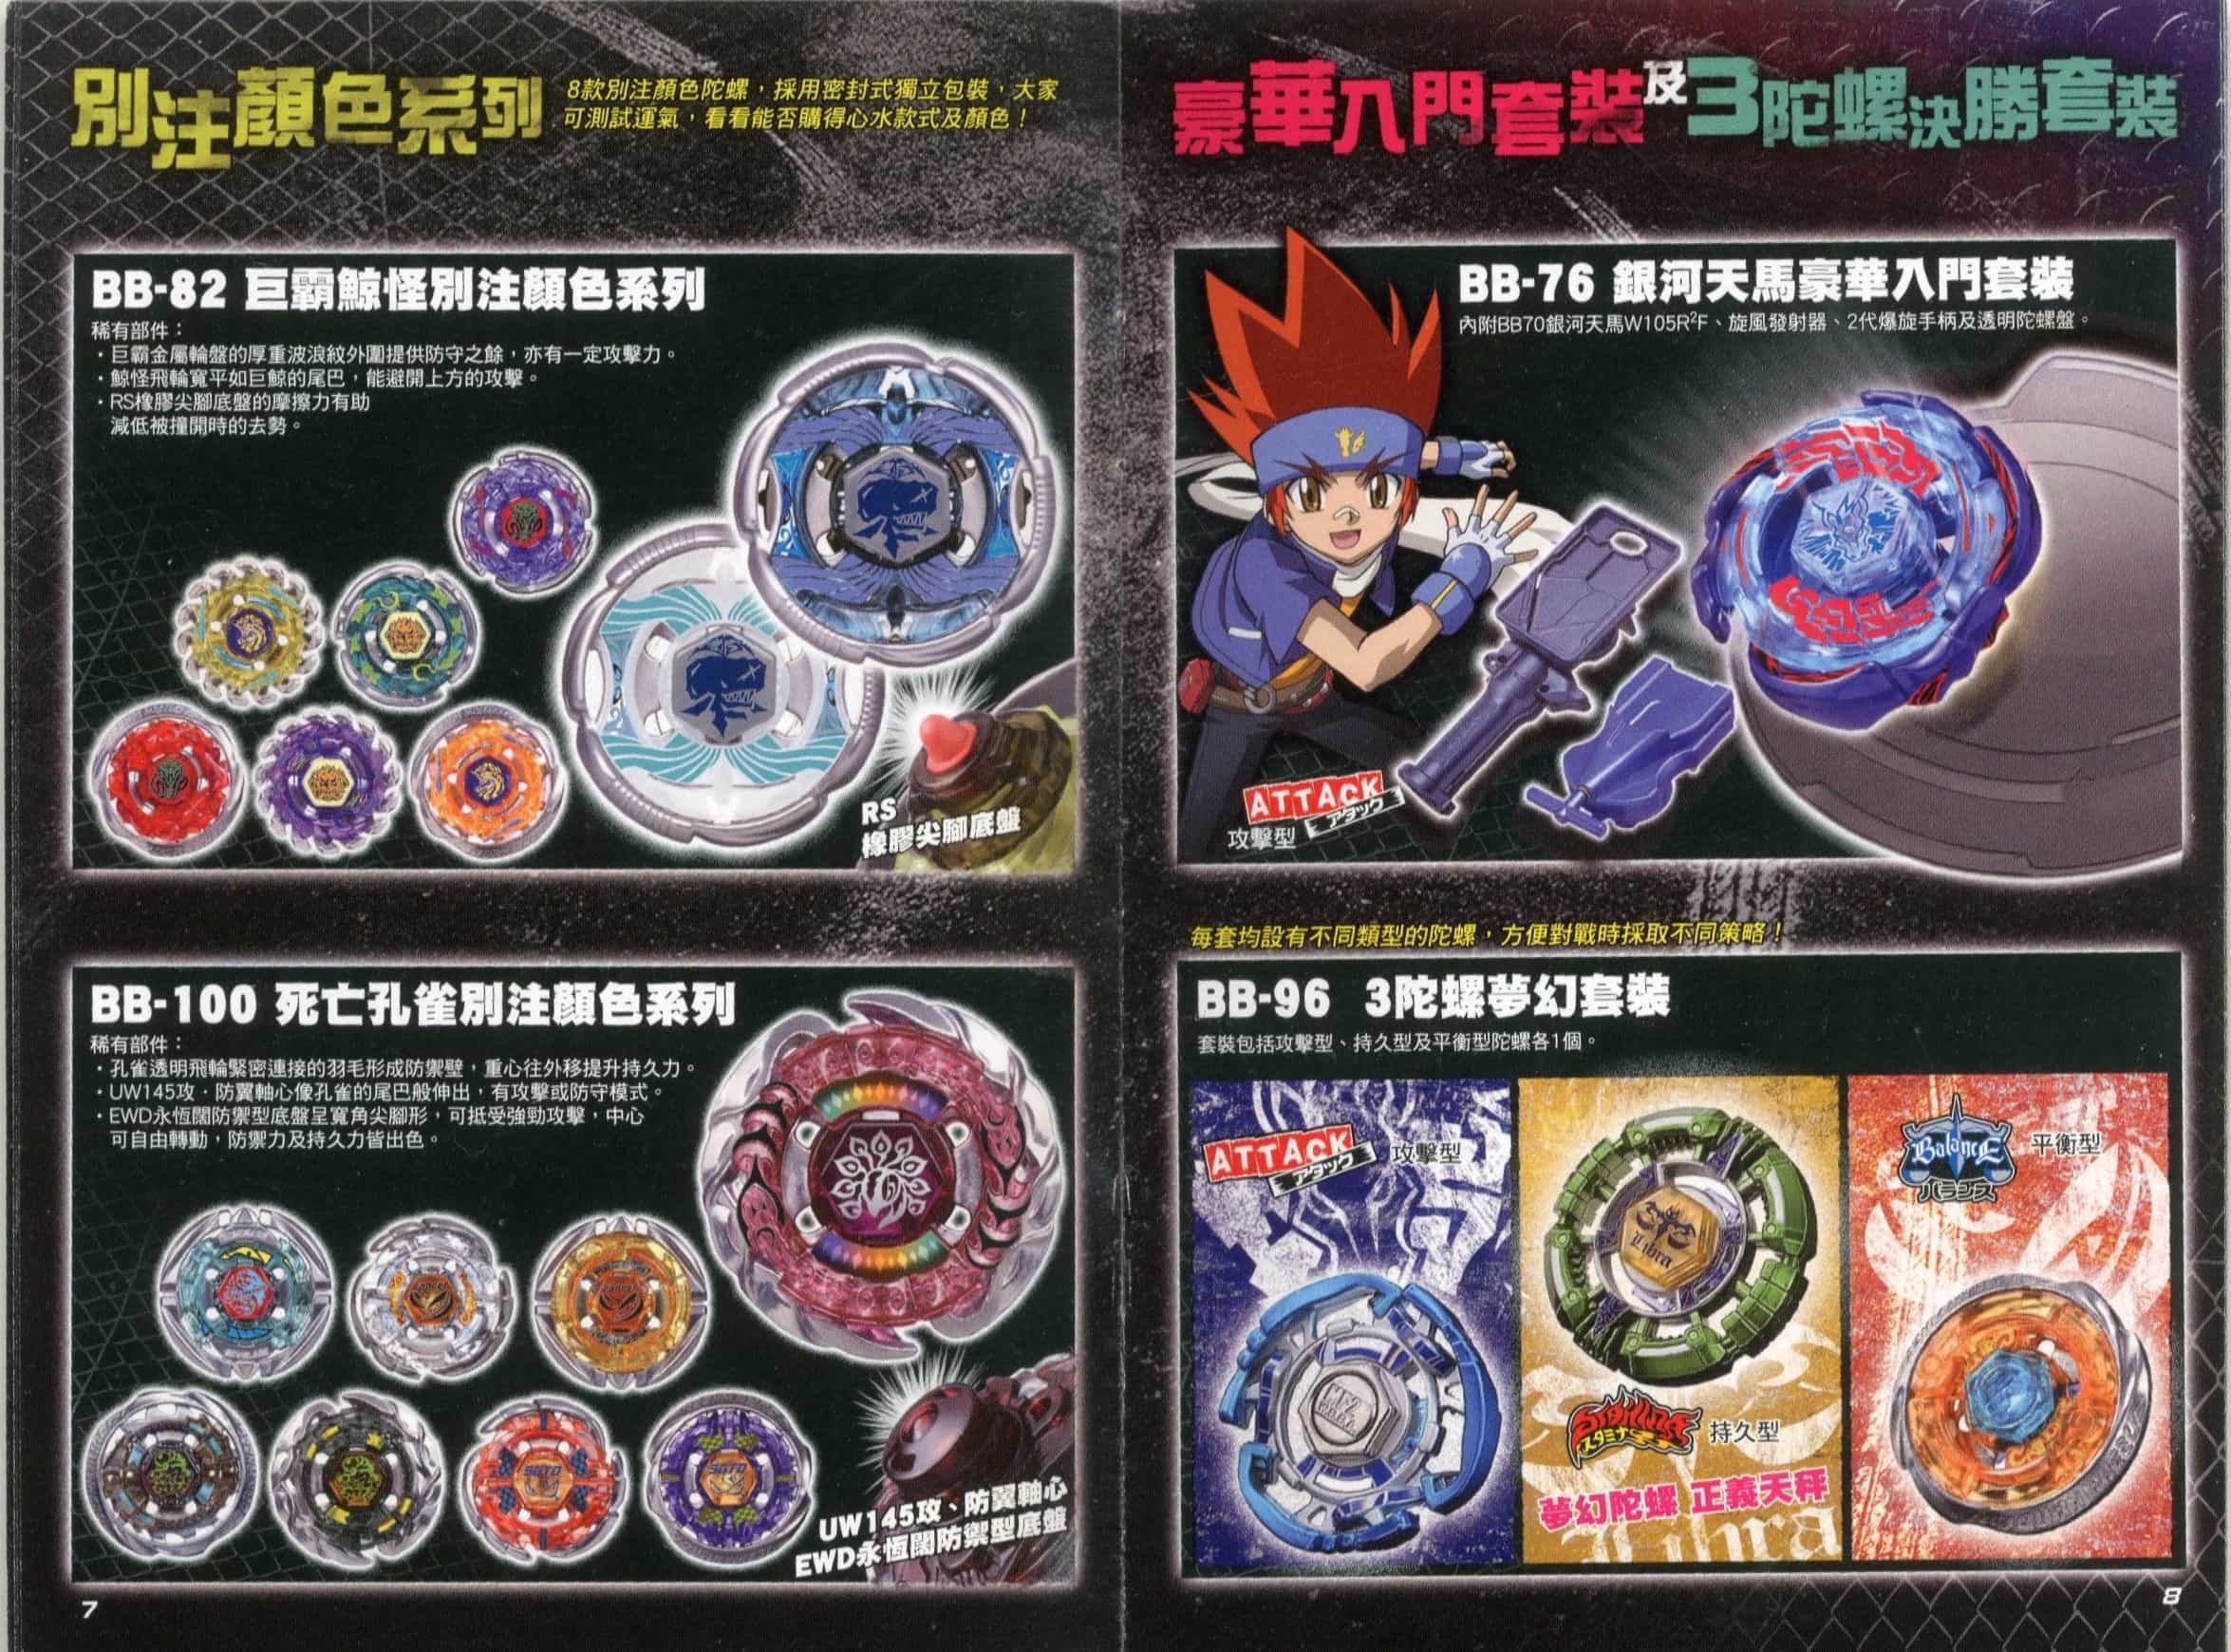 別注顏色系列
8款別注顏色陀螺，採用密封式獨立包裝，大家
可測試運氣，看看能否購得心水款式及顏色！
BB-82 巨霸鯨怪別注顏色系列
稀有部件：
・巨霸金屬輪盤的厚重波浪紋外圍提供防守之餘，亦有一定攻擊力。
・鯨怪飛輪寬平如巨鯨的尾巴，能避開上方的攻擊。
・RS橡膠尖腳底盤的摩擦力有助
減低被撞開時的去勢。
RS
橡膠尖腳底盤
BB-100 死亡孔雀別注顏色系列
稀有部件：
・孔雀透明飛輪緊密連接的羽毛形成防禦壁，重心往外移提升持久力。
・UW145攻・防翼軸心像孔雀的尾巴般伸出，有攻擊或防守模式。
・EWD永恆闊防禦型底盤呈寬角尖腳形，可抵受強勁攻擊，中心
可自由轉動，防禦力及持久力皆出色。
UW145攻、防翼軸心
EWD永恆闊防禦型底盤
7
豪華入門套裝及3陀螺決勝套裝
BB-76 銀河天馬豪華入門套裝
內附BB70銀河天馬W105R²F、旋風發射器、2代爆旋手柄及透明陀螺盤。
ATTACK
アタック
攻擊型
每套均設有不同類型的陀螺，方便對戰時採取不同策略！
BB-96 3陀螺夢幻套裝
套裝包括攻擊型、持久型及平衡型陀螺各1個。
ATTACK
アタック
攻擊型
Libra
スタミナ
持久型
夢幻陀螺 正義天秤
Libra
Balance
バランス
平衡型
8